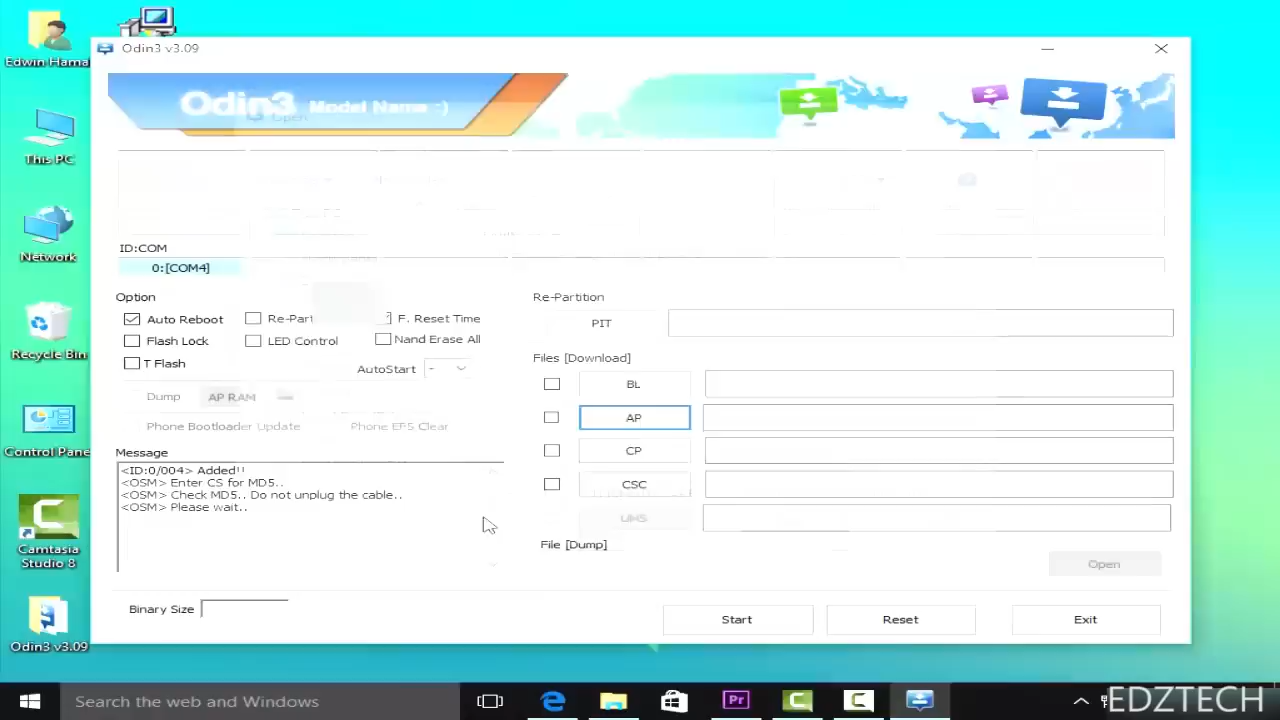 Edwin Hama
Odin3 v3.09
Odin3 Model Name :)
Open
This PC
Network
Recycle Bin
Control Pane
Camtasia
Studio 8
Odin3 v3.09
ID:COM
0:[COM4]
Option
Auto Reboot
Re-Part
F. Reset Time
Flash Lock
LED Control
Nand Erase All
T Flash
AutoStart -
Dump
AP RAM
Phone Bootloader Update
Phone EFS Clear
Message
<ID:0/004> Added!!
<OSM> Enter CS for MD5..
<OSM> Check MD5.. Do not unplug the cable..
<OSM> Please wait..
Binary Size
Re-Partition
PIT
Files [Download]
BL
AP
CP
CSC
UMS
File [Dump]
Open
Start
Reset
Exit
Search the web and Windows
Pr
EDZTECH